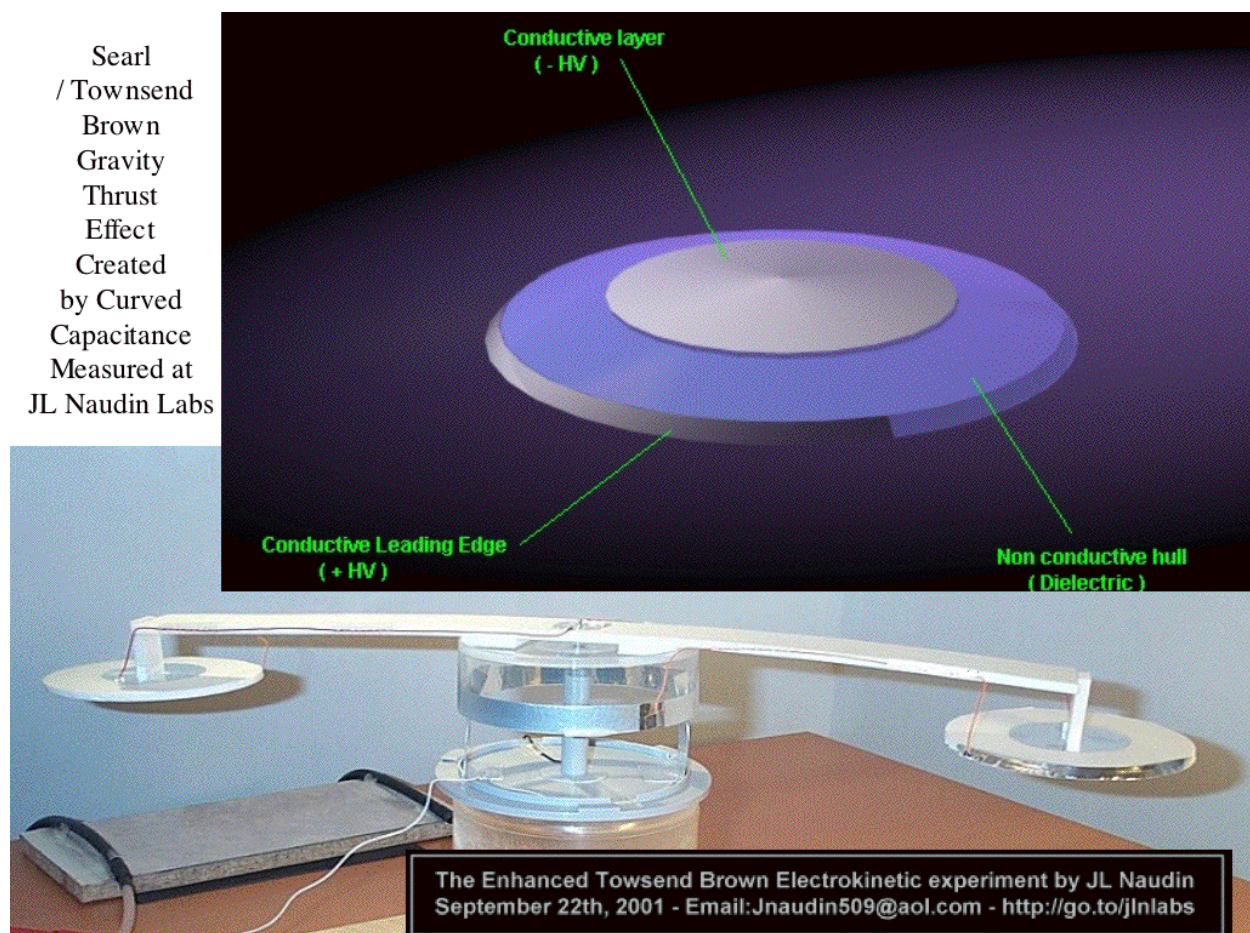 Searl
/ Townsend
Brown
Gravity
Thrust
Effect
Created
by Curved
Capacitance
Measured at
JL Naudin Labs
Conductive layer
( - HV )
Conductive Leading Edge
( + HV )
Non conductive hull
( Dielectric )
The Enhanced Towsend Brown Electrokinetic experiment by JL Naudin
September 22th, 2001 - Email:Jnaudin509@aol.com - http://go.to/jlnlabs